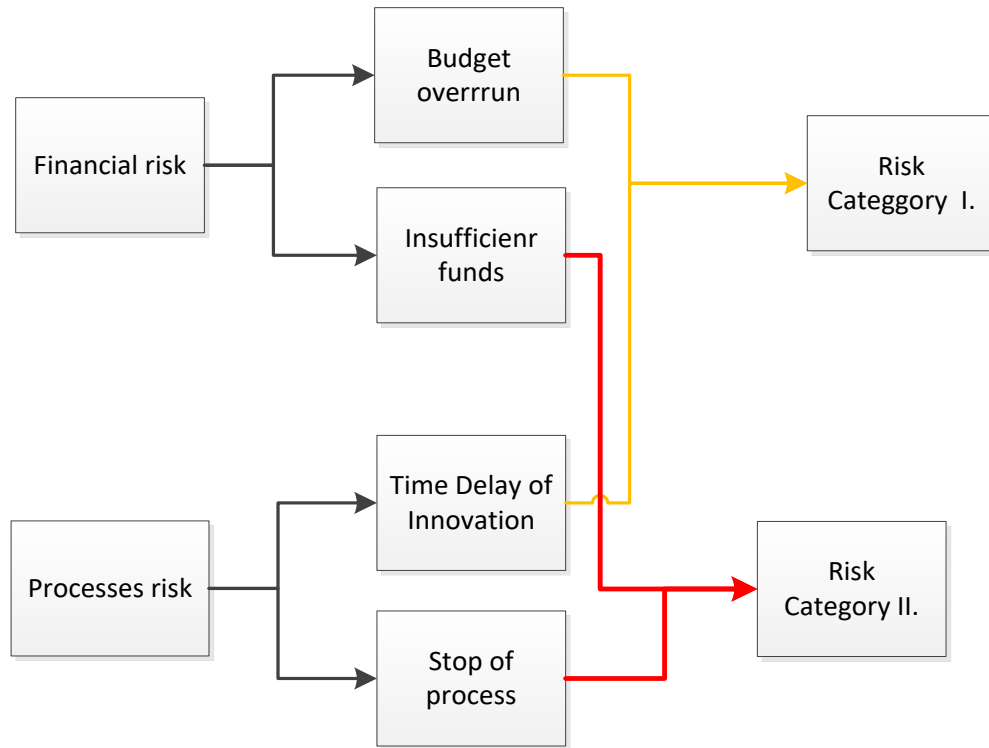 Budget
overrrun
Financial risk
Risk
Categgory  I.
Insufficienr
funds
Time Delay of
Innovation
Processes risk
Risk
Category II.
Stop of
process